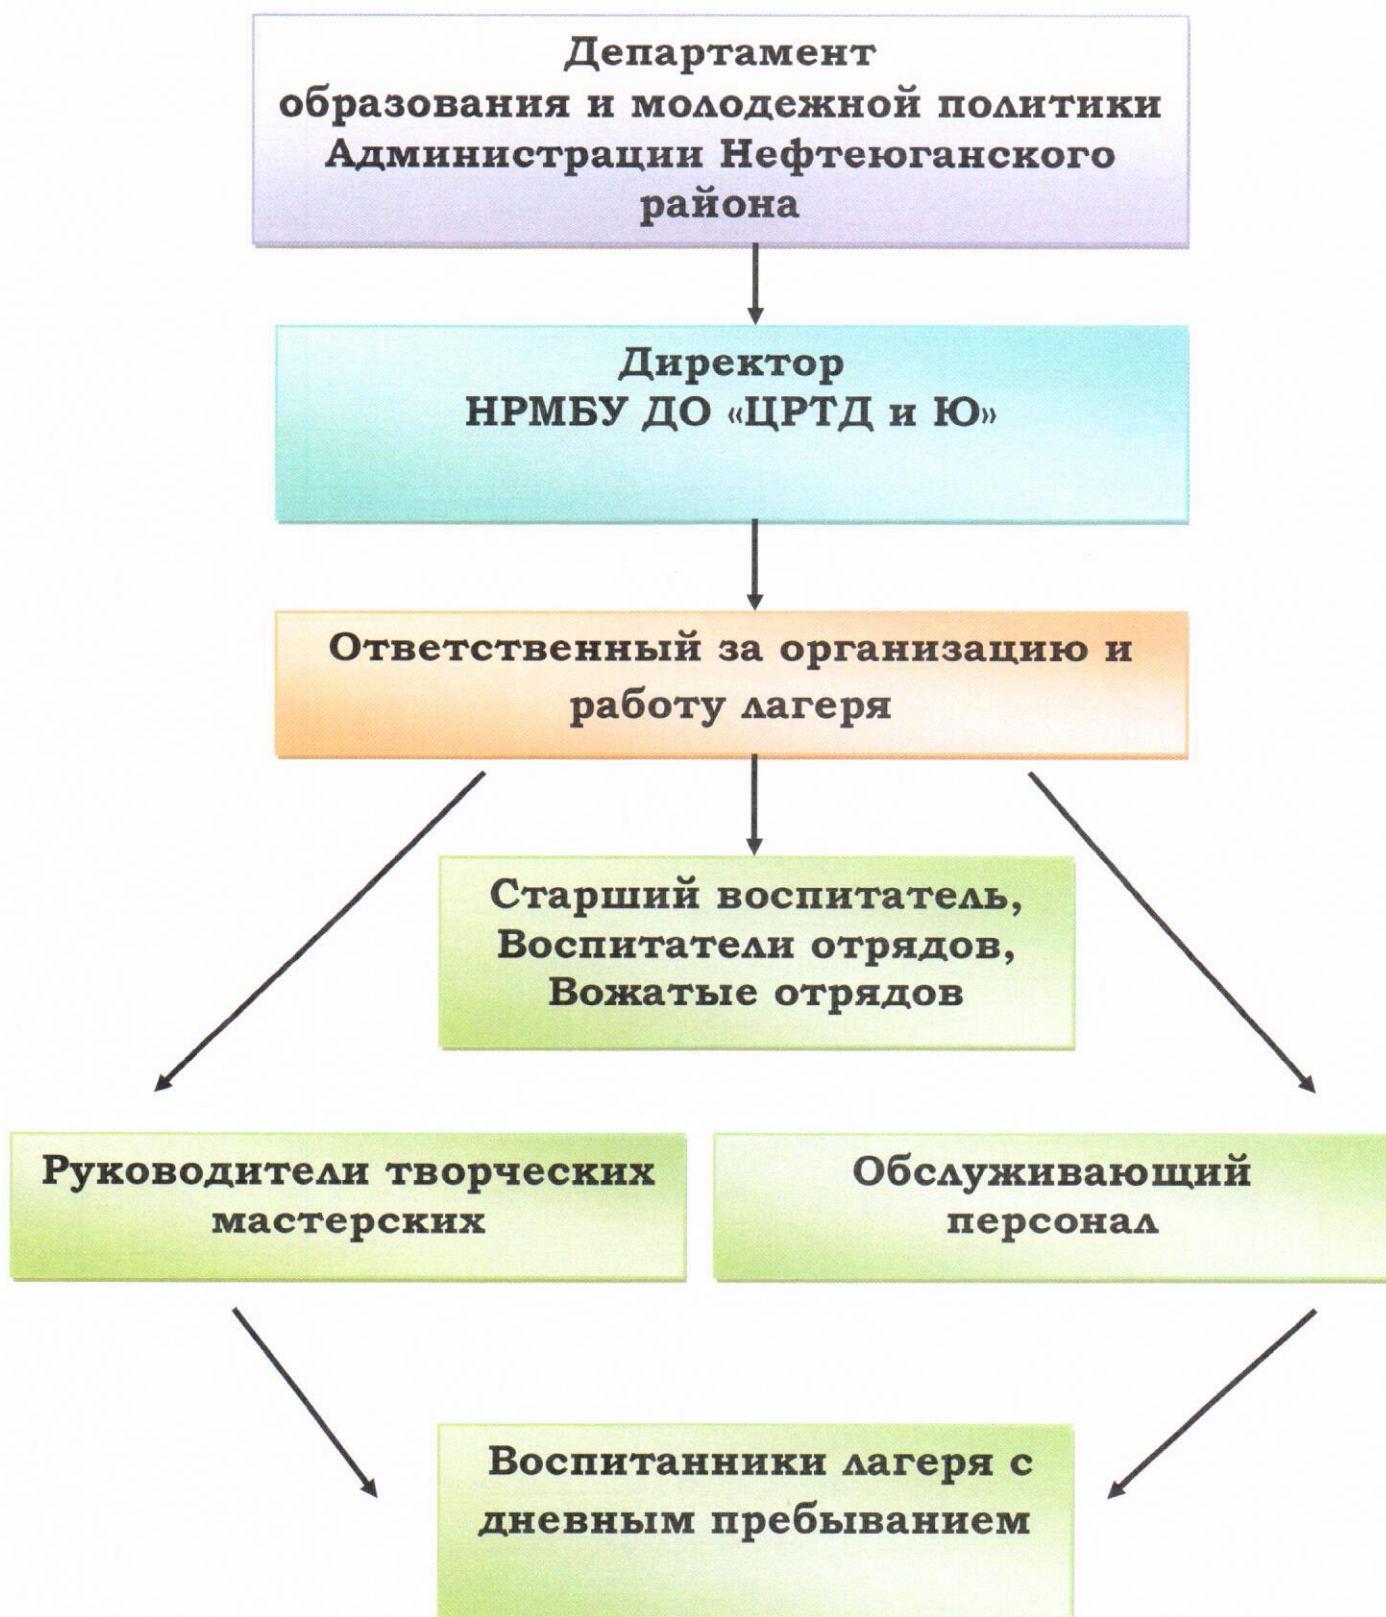 Департамент
образования и молодежной политики
Администрации Нефтеюганского
района
Директор
НРМБУ ДО «ЦРТД и Ю»
Ответственный за организацию и
работу лагеря
Старший воспитатель,
Воспитатели отрядов,
Вожатые отрядов
Руководители творческих
мастерских
Обслуживающий
персонал
Воспитанники лагеря с
дневным пребыванием